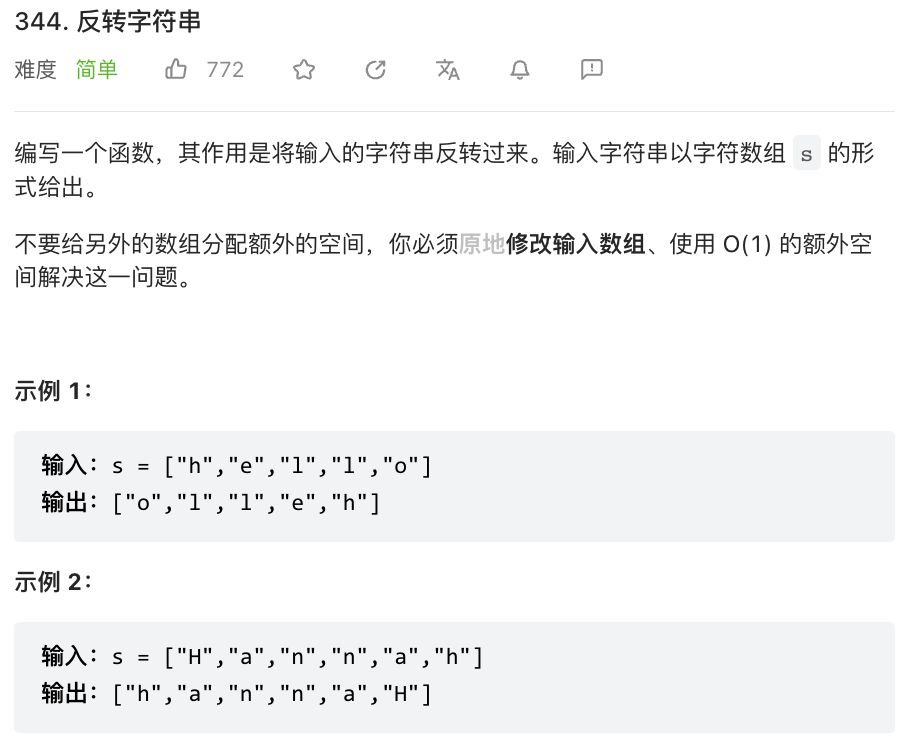 344. 反转字符串
难度 简单 772
编写一个函数，其作用是将输入的字符串反转过来。输入字符串以字符数组 s 的形
式给出。
不要给另外的数组分配额外的空间，你必须原地修改输入数组、使用 O(1) 的额外空
间解决这一问题。
示例 1：
输入：s = ["h","e","l","l","o"]
输出：["o","l","l","e","h"]
示例 2：
输入：s = ["H","a","n","n","a","h"]
输出：["h","a","n","n","a","H"]